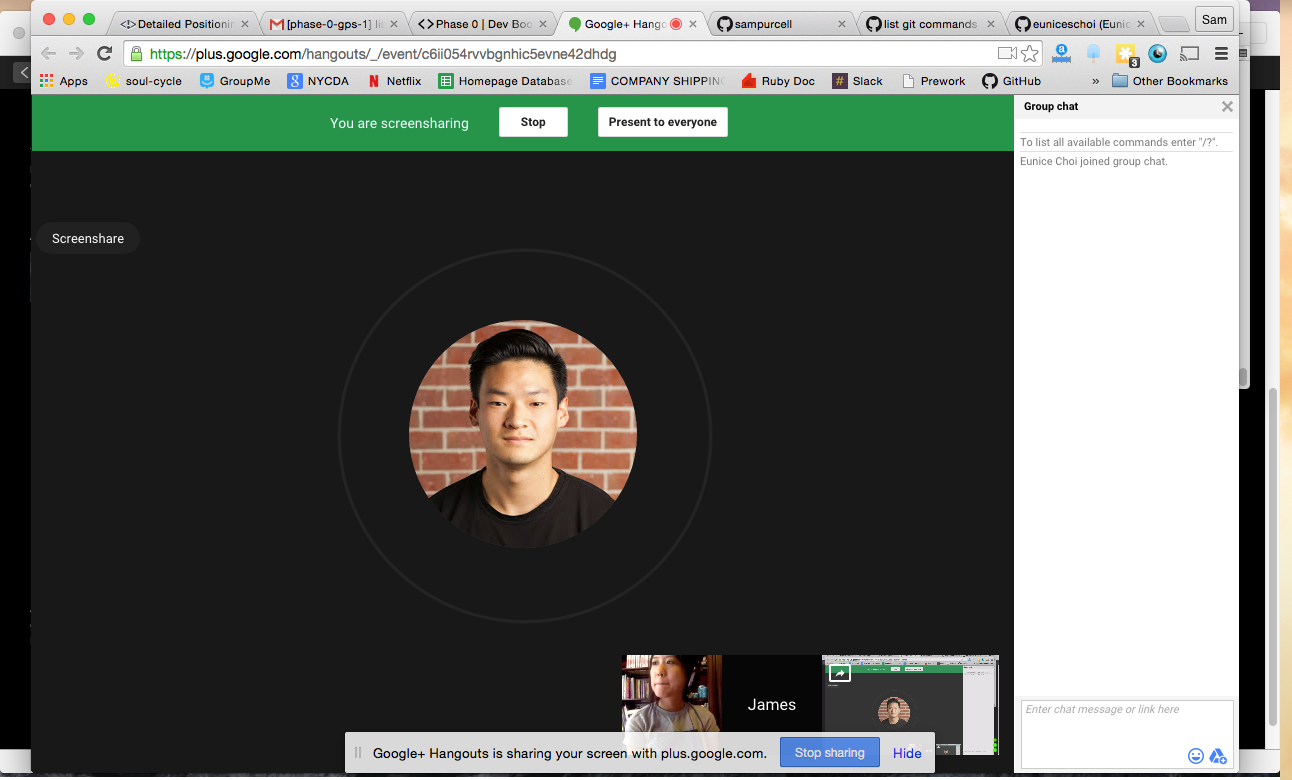 Detailed Positionin
[phase-0-gps-1] li
Phase 0 | Dev Boo
Google+ Hango
sampurcell
list git commands
euniceschoi (Eunic
Sam
https://plus.google.com/hangouts/_/event/c6ii054rvvbgnhic5evne42dhdg
3
Apps
soul-cycle
GroupMe
NYCDA
Netflix
Homepage Database
COMPANY SHIPPING
Ruby Doc
Slack
Prework
GitHub
»
Other Bookmarks
You are screensharing
Stop
Present to everyone
Group chat
To list all available commands enter "/?".
Eunice Choi joined group chat.
Screenshare
James
Enter chat message or link here
Google+ Hangouts is sharing your screen with plus.google.com.
Stop sharing
Hide